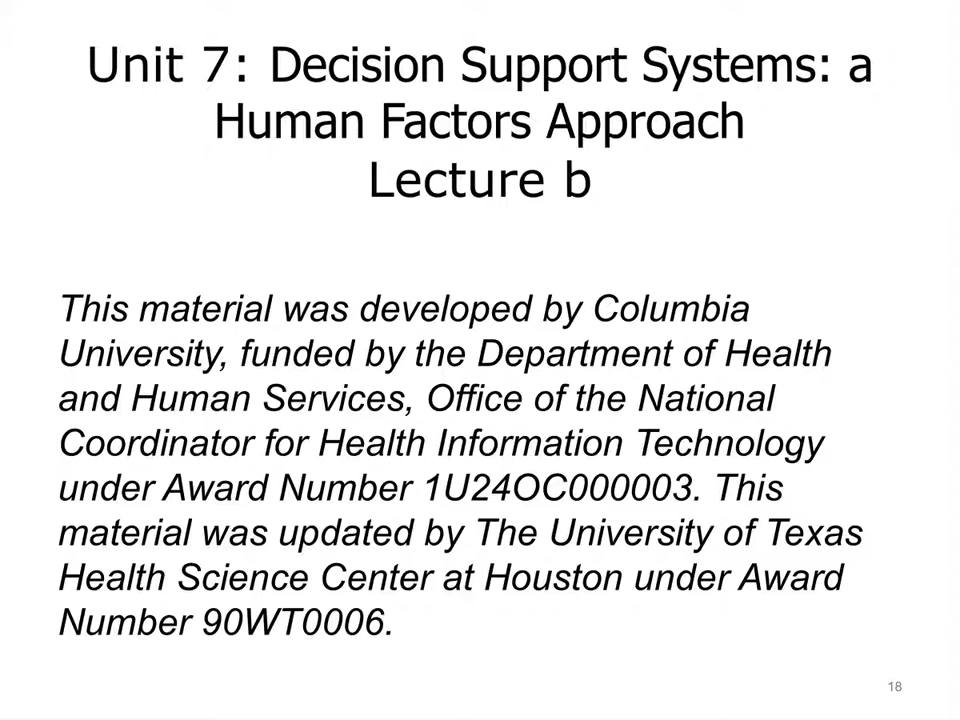 Unit 7: Decision Support Systems: a
Human Factors Approach
Lecture b
This material was developed by Columbia
University, funded by the Department of Health
and Human Services, Office of the National
Coordinator for Health Information Technology
under Award Number 1U24OC000003. This
material was updated by The University of Texas
Health Science Center at Houston under Award
Number 90WT0006.
18